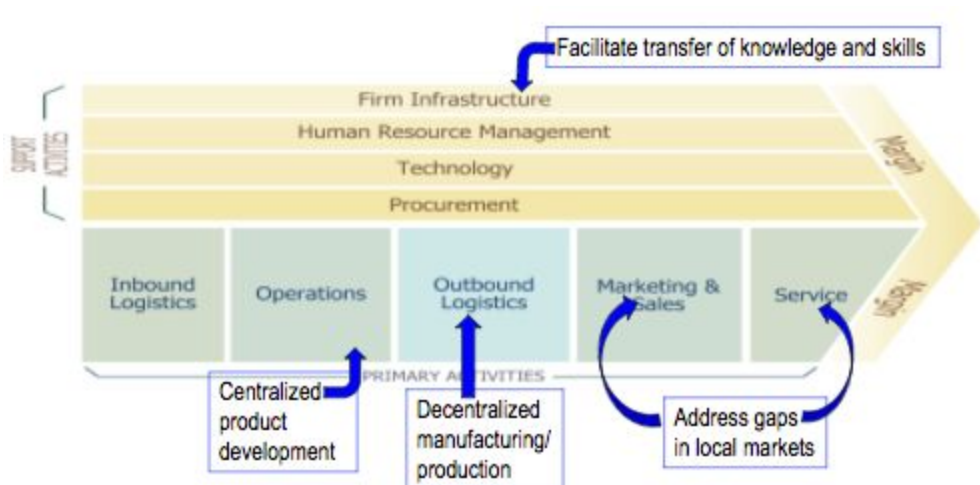 Facilitate transfer of knowledge and skills
Firm Infrastructure
Human Resource Management
Technology
Procurement
SUPPORT
ACTIVITIES
Margin
Inbound
Logistics
Operations
Outbound
Logistics
Marketing &
Sales
Service
Margin
PRIMARY ACTIVITIES
Centralized
product
development
Decentralized
manufacturing/
production
Address gaps
in local markets